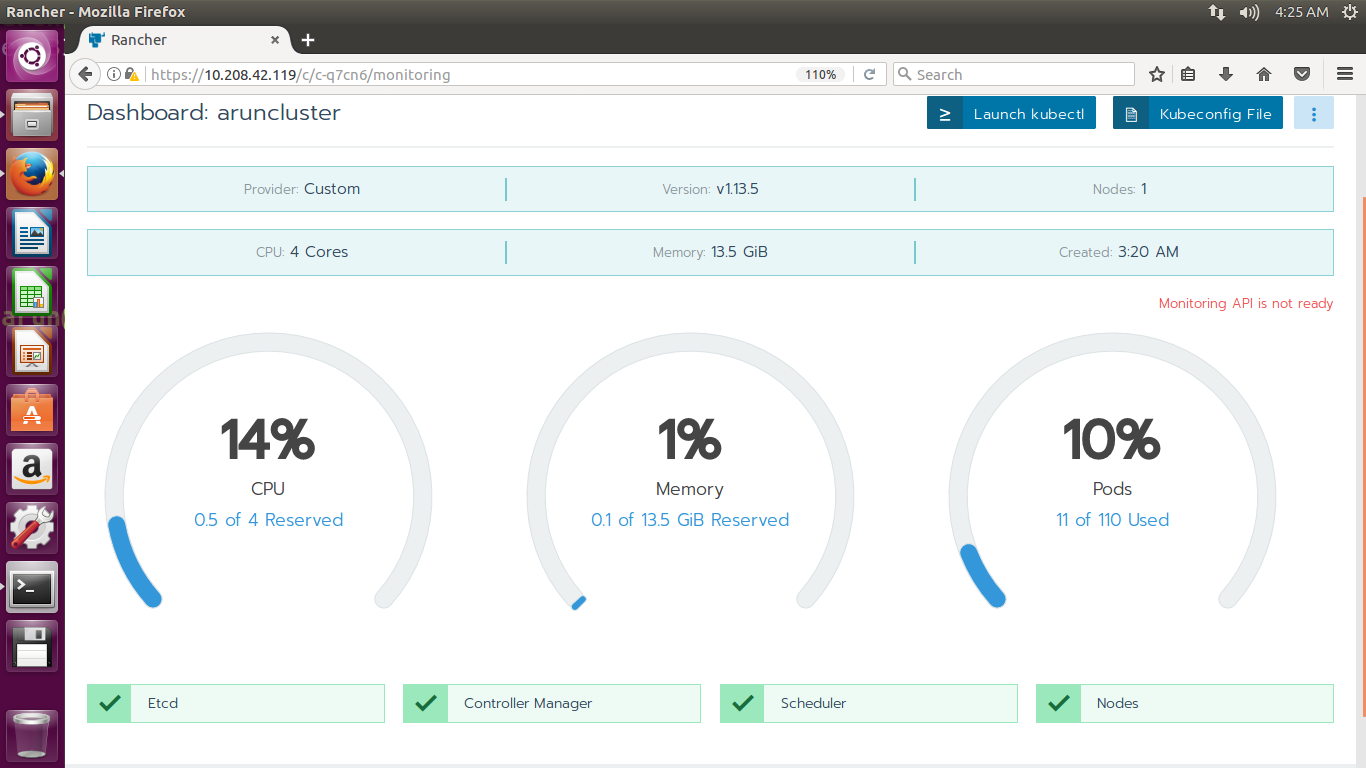 Rancher - Mozilla Firefox
4:25 AM
Rancher
https://10.208.42.119/c/c-q7cn6/monitoring
110%
Search
Dashboard: aruncluster
Launch kubectl
Kubeconfig File
Provider: Custom
Version: v1.13.5
Nodes: 1
CPU: 4 Cores
Memory: 13.5 GiB
Created: 3:20 AM
Monitoring API is not ready
14%
CPU
0.5 of 4 Reserved
1%
Memory
0.1 of 13.5 GiB Reserved
10%
Pods
11 of 110 Used
Etcd
Controller Manager
Scheduler
Nodes